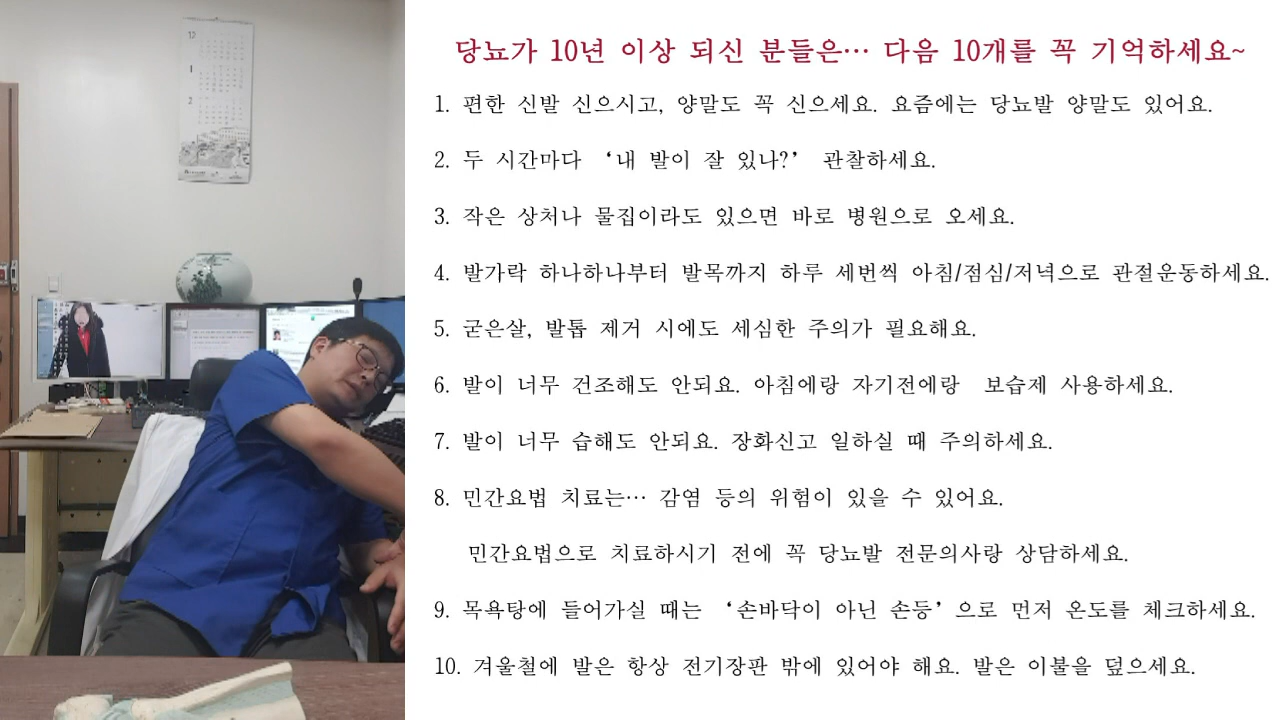 당뇨가 10년 이상 되신 분들은… 다음 10개를 꼭 기억하세요~
1. 편한 신발 신으시고, 양말도 꼭 신으세요. 요즘에는 당뇨발 양말도 있어요.
2. 두 시간마다 ‘내 발이 잘 있나?’ 관찰하세요.
3. 작은 상처나 물집이라도 있으면 바로 병원으로 오세요.
4. 발가락 하나하나부터 발목까지 하루 세번씩 아침/점심/저녁으로 관절운동하세요.
5. 굳은살, 발톱 제거 시에도 세심한 주의가 필요해요.
6. 발이 너무 건조해도 안되요. 아침에랑 자기전에랑 보습제 사용하세요.
7. 발이 너무 습해도 안되요. 장화신고 일하실 때 주의하세요.
8. 민간요법 치료는… 감염 등의 위험이 있을 수 있어요.
민간요법으로 치료하시기 전에 꼭 당뇨발 전문의사랑 상담하세요.
9. 목욕탕에 들어가실 때는 ‘손바닥이 아닌 손등’으로 먼저 온도를 체크하세요.
10. 겨울철에 발은 항상 전기장판 밖에 있어야 해요. 발은 이불을 덮으세요.